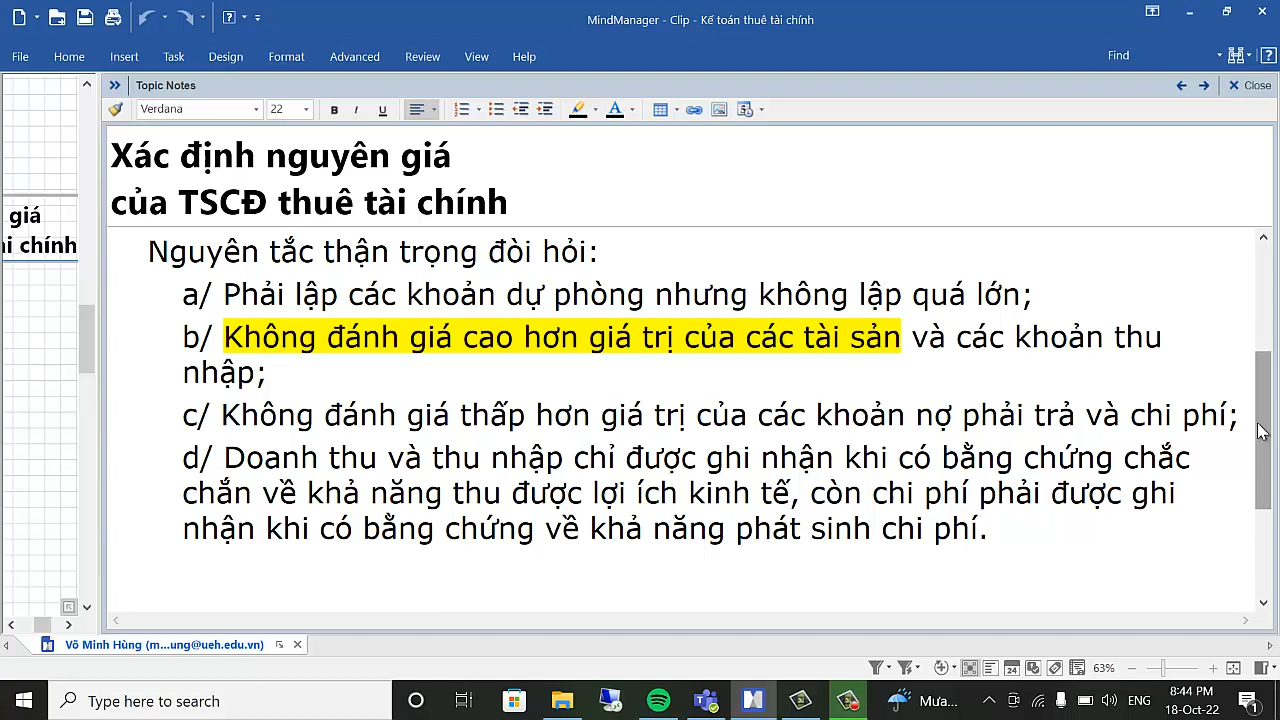 MindManager - Clip - Kế toán thuê tài chính
File Home Insert Task Design Format Advanced Review View Help Find
Topic Notes Close
Verdana 22 B I U A
Xác định nguyên giá
của TSCĐ thuê tài chính
giá
ài chính
Nguyên tắc thận trọng đòi hỏi:
a/ Phải lập các khoản dự phòng nhưng không lập quá lớn;
b/ Không đánh giá cao hơn giá trị của các tài sản và các khoản thu
nhập;
c/ Không đánh giá thấp hơn giá trị của các khoản nợ phải trả và chi phí;
d/ Doanh thu và thu nhập chỉ được ghi nhận khi có bằng chứng chắc
chắn về khả năng thu được lợi ích kinh tế, còn chi phí phải được ghi
nhận khi có bằng chứng về khả năng phát sinh chi phí.
Võ Minh Hùng (m...ung@ueh.edu.vn)
24 63%
Type here to search
Mưa... ENG
8:44 PM
18-Oct-22
1